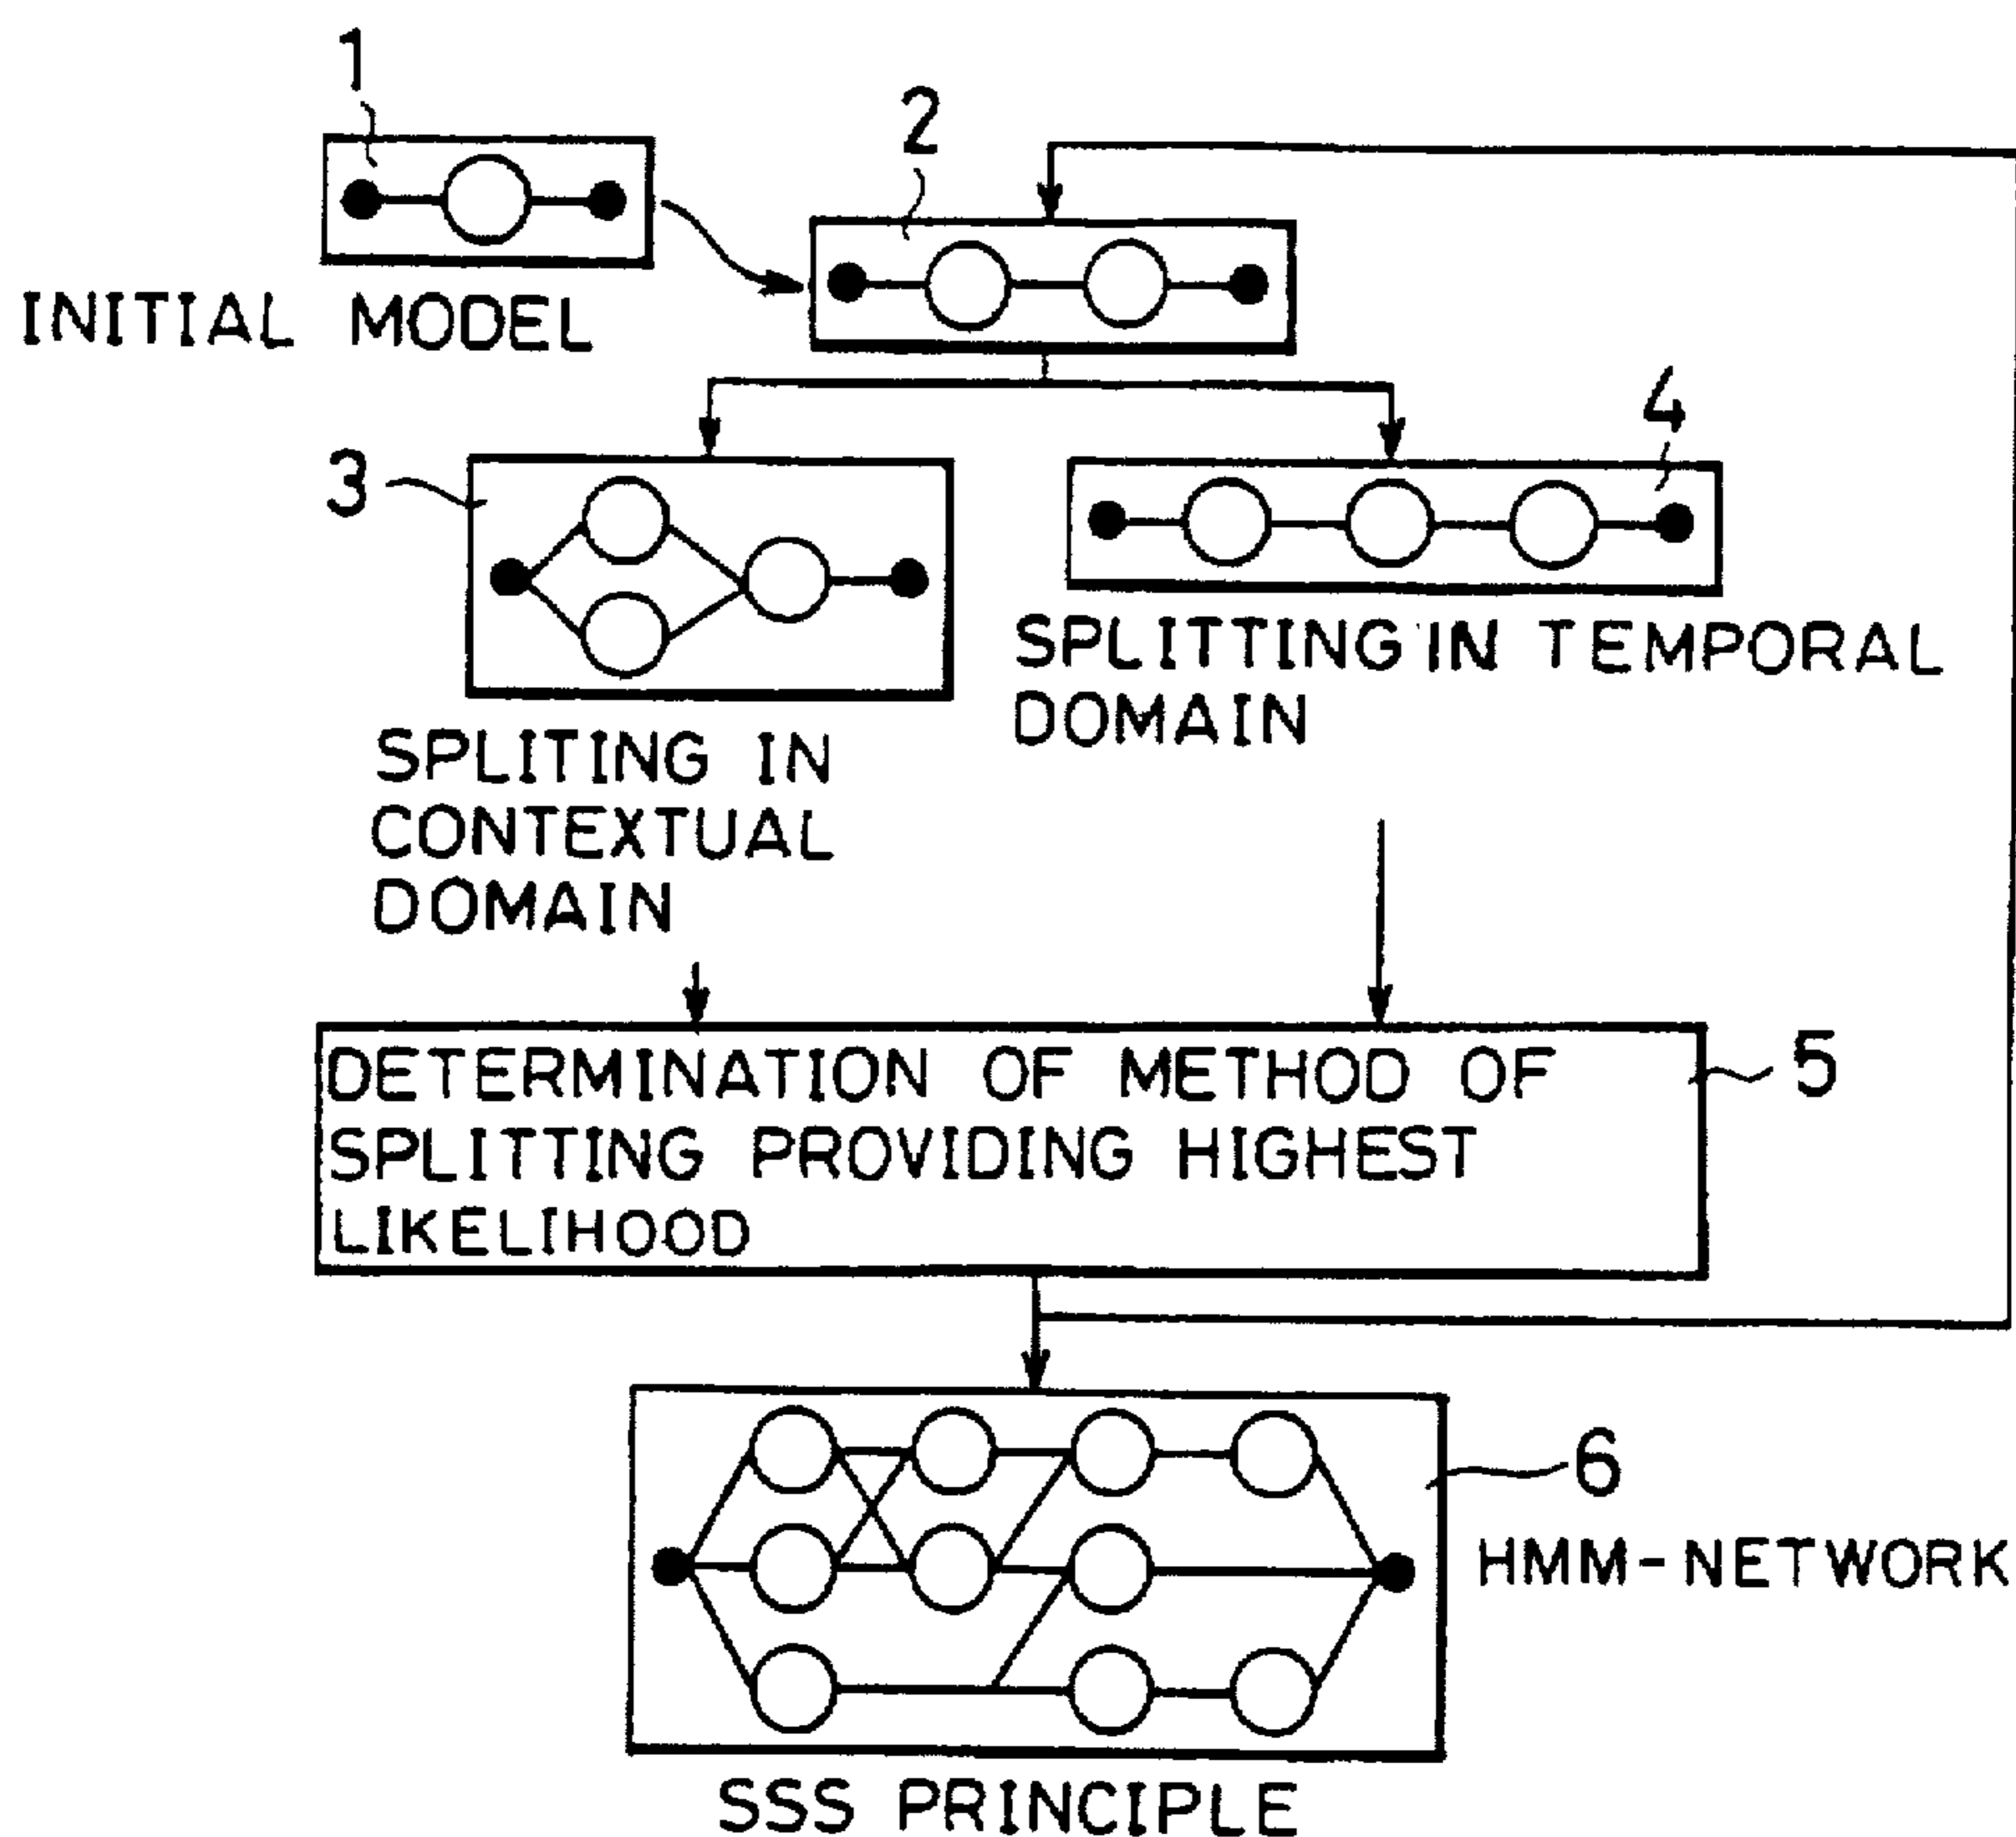 1
2
INITIAL MODEL
3
4
SPLITTING IN TEMPORAL
DOMAIN
SPLITING IN
CONTEXTUAL
DOMAIN
DETERMINATION OF METHOD OF
SPLITTING PROVIDING HIGHEST
LIKELIHOOD
5
6
HMM-NETWORK
SSS PRINCIPLE